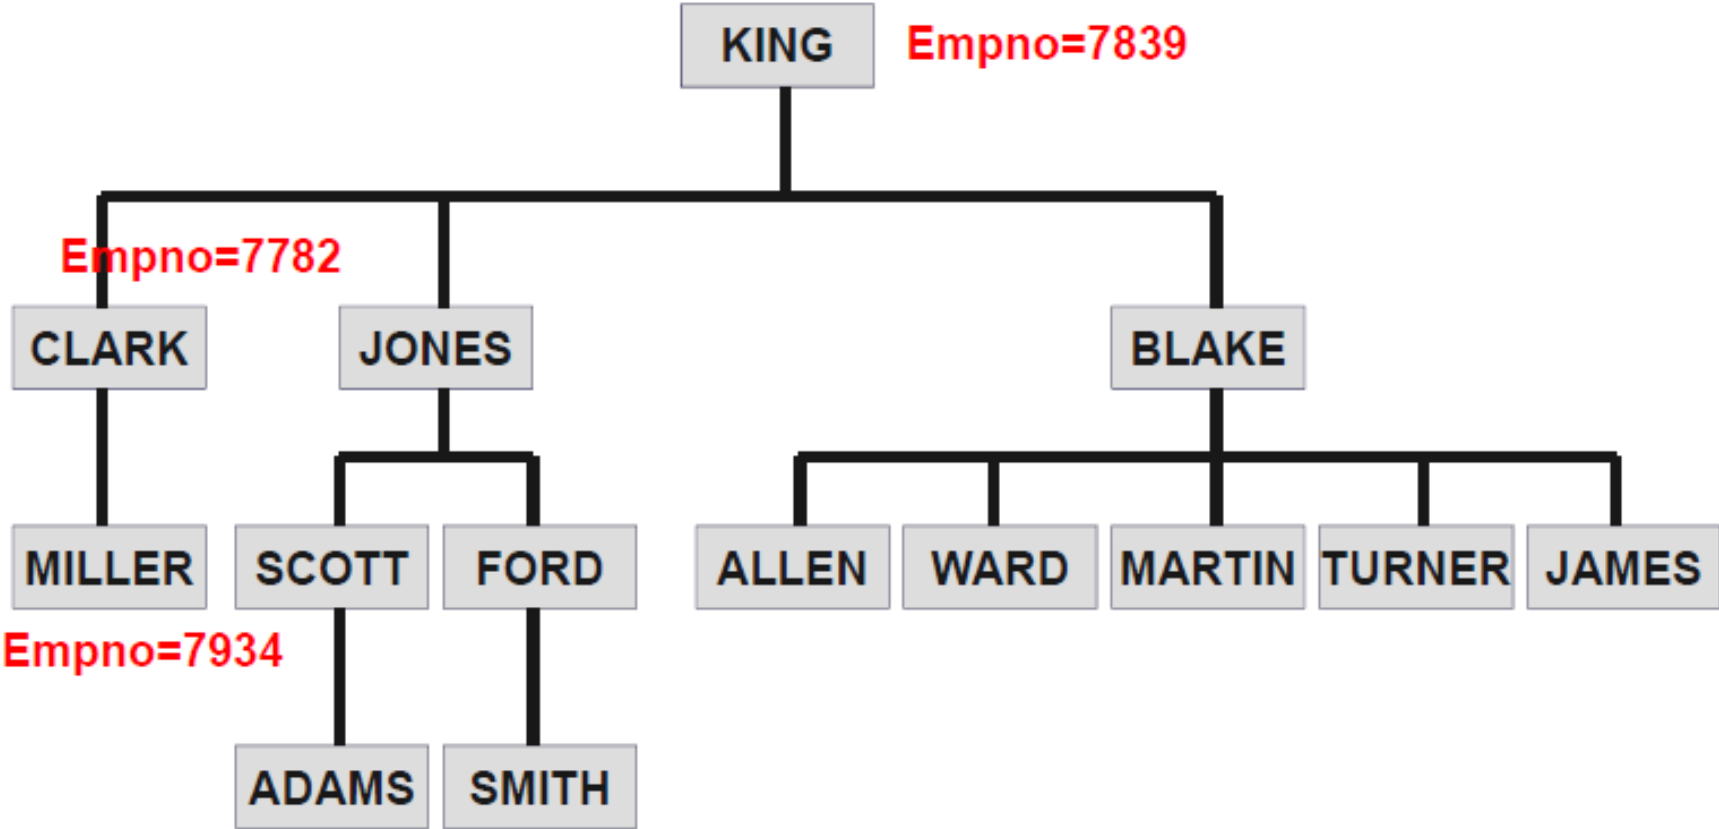 KING
Empno=7839
Empno=7782
CLARK
JONES
BLAKE
MILLER
SCOTT
FORD
ALLEN
WARD
MARTIN
TURNER
JAMES
Empno=7934
ADAMS
SMITH